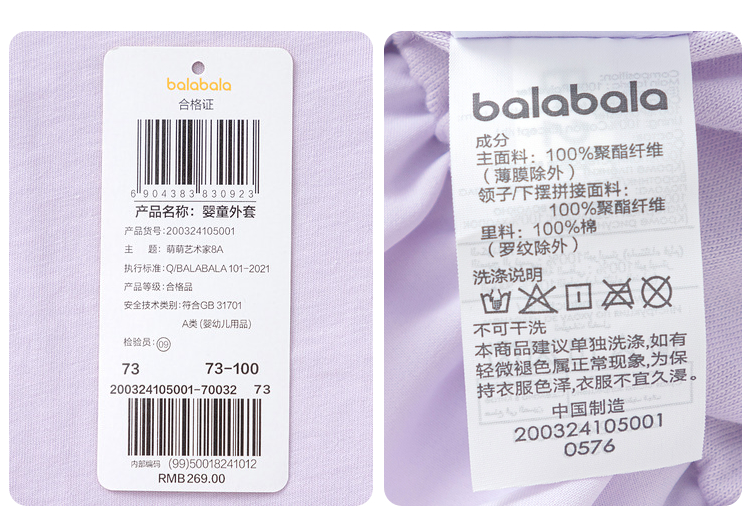 balabala
合格证
6 904383 830923
产品名称：婴童外套
产品货号：200324105001
主 题：萌萌艺术家8A
执行标准：Q/BALABALA 101-2021
产品等级：合格品
安全技术类别：符合GB 31701
A类 (婴幼儿用品)
检验员： 09
73 73-100
200324105001-70032 73
内部编码 (99)50018241012
RMB269.00
balabala
成分
主面料：100%聚酯纤维
（薄膜除外）
领子/下摆拼接面料：
100%聚酯纤维
里料：100%棉
（罗纹除外）
洗涤说明
不可干洗
本商品建议单独洗涤,如有
轻微褪色属正常现象,为保
持衣服色泽,衣服不宜久浸。
中国制造
200324105001
0576